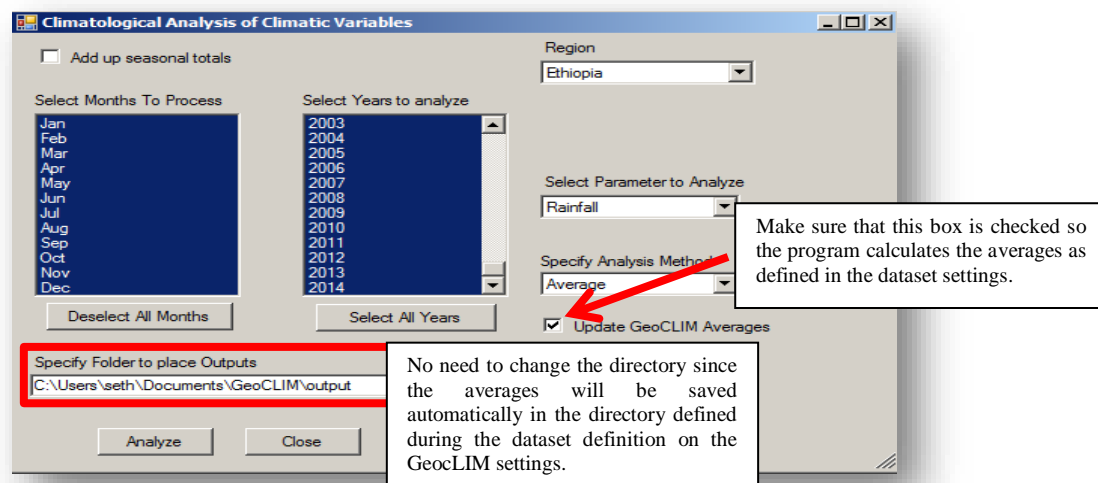 Climatological Analysis of Climatic Variables
Add up seasonal totals
Region
Ethiopia
Select Months To Process
Jan
Feb
Mar
Apr
May
Jun
Jul
Aug
Sep
Oct
Nov
Dec
Deselect All Months
Select Years to analyze
2003
2004
2005
2006
2007
2008
2009
2010
2011
2012
2013
2014
Select All Years
Select Parameter to Analyze
Rainfall
Specify Analysis Method
Average
Update GeoCLIM Averages
Make sure that this box is checked so
the program calculates the averages as
defined in the dataset settings.
Specify Folder to place Outputs
C:\Users\seth\Documents\GeoCLIM\output
No need to change the directory since
the averages will be saved
automatically in the directory defined
during the dataset definition on the
GeocLIM settings.
Analyze
Close